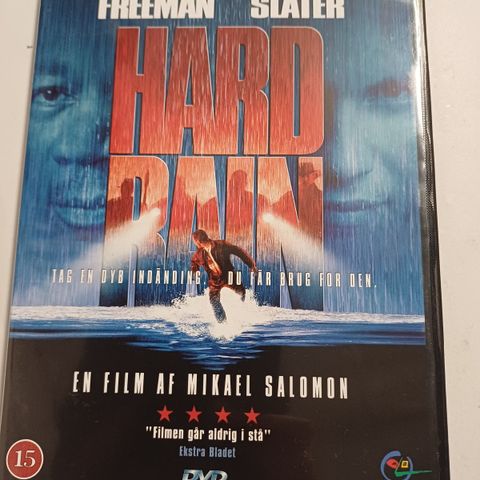 FREEMAN SLATER
HARD
RAIN
TAG EN DYB INDÅNDING. DU FÅR BRUG FOR DEN.
EN FILM AF MIKAEL SALOMON
"Filmen går aldrig i stå"
Ekstra Bladet
15
DVD